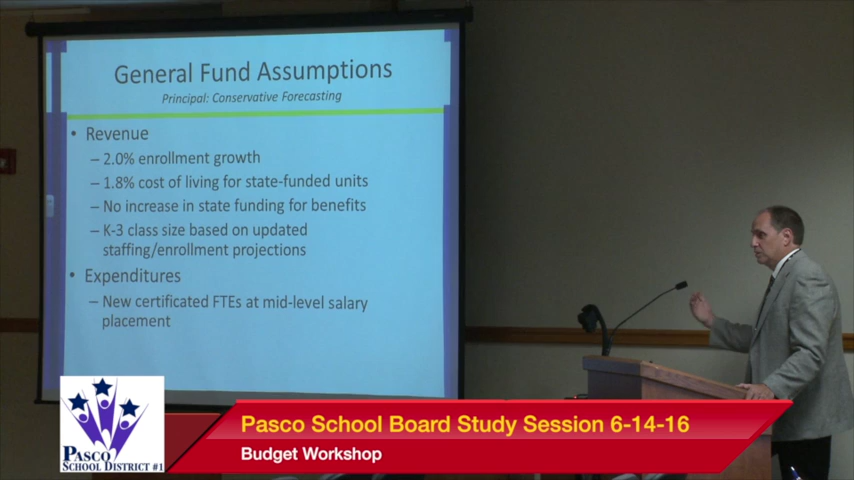 General Fund Assumptions
Principal: Conservative Forecasting
• Revenue
– 2.0% enrollment growth
– 1.8% cost of living for state-funded units
– No increase in state funding for benefits
– K-3 class size based on updated
staffing/enrollment projections
• Expenditures
– New certificated FTEs at mid-level salary
placement
PASCO
SCHOOL DISTRICT #1
Pasco School Board Study Session 6-14-16
Budget Workshop